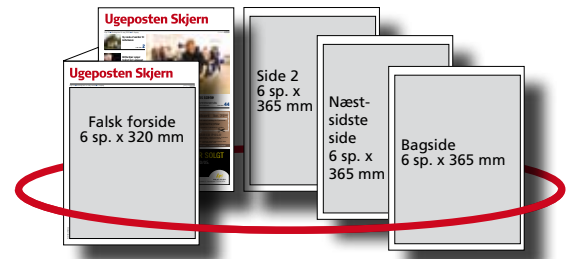 Ugeposten Skjern
Ugeposten Skjern
Falsk forside
6 sp. x 320 mm
SOLGT
Side 2
6 sp. x
365 mm
Næst-
sidste
side
6 sp. x
365 mm
Bagside
6 sp. x 365 mm